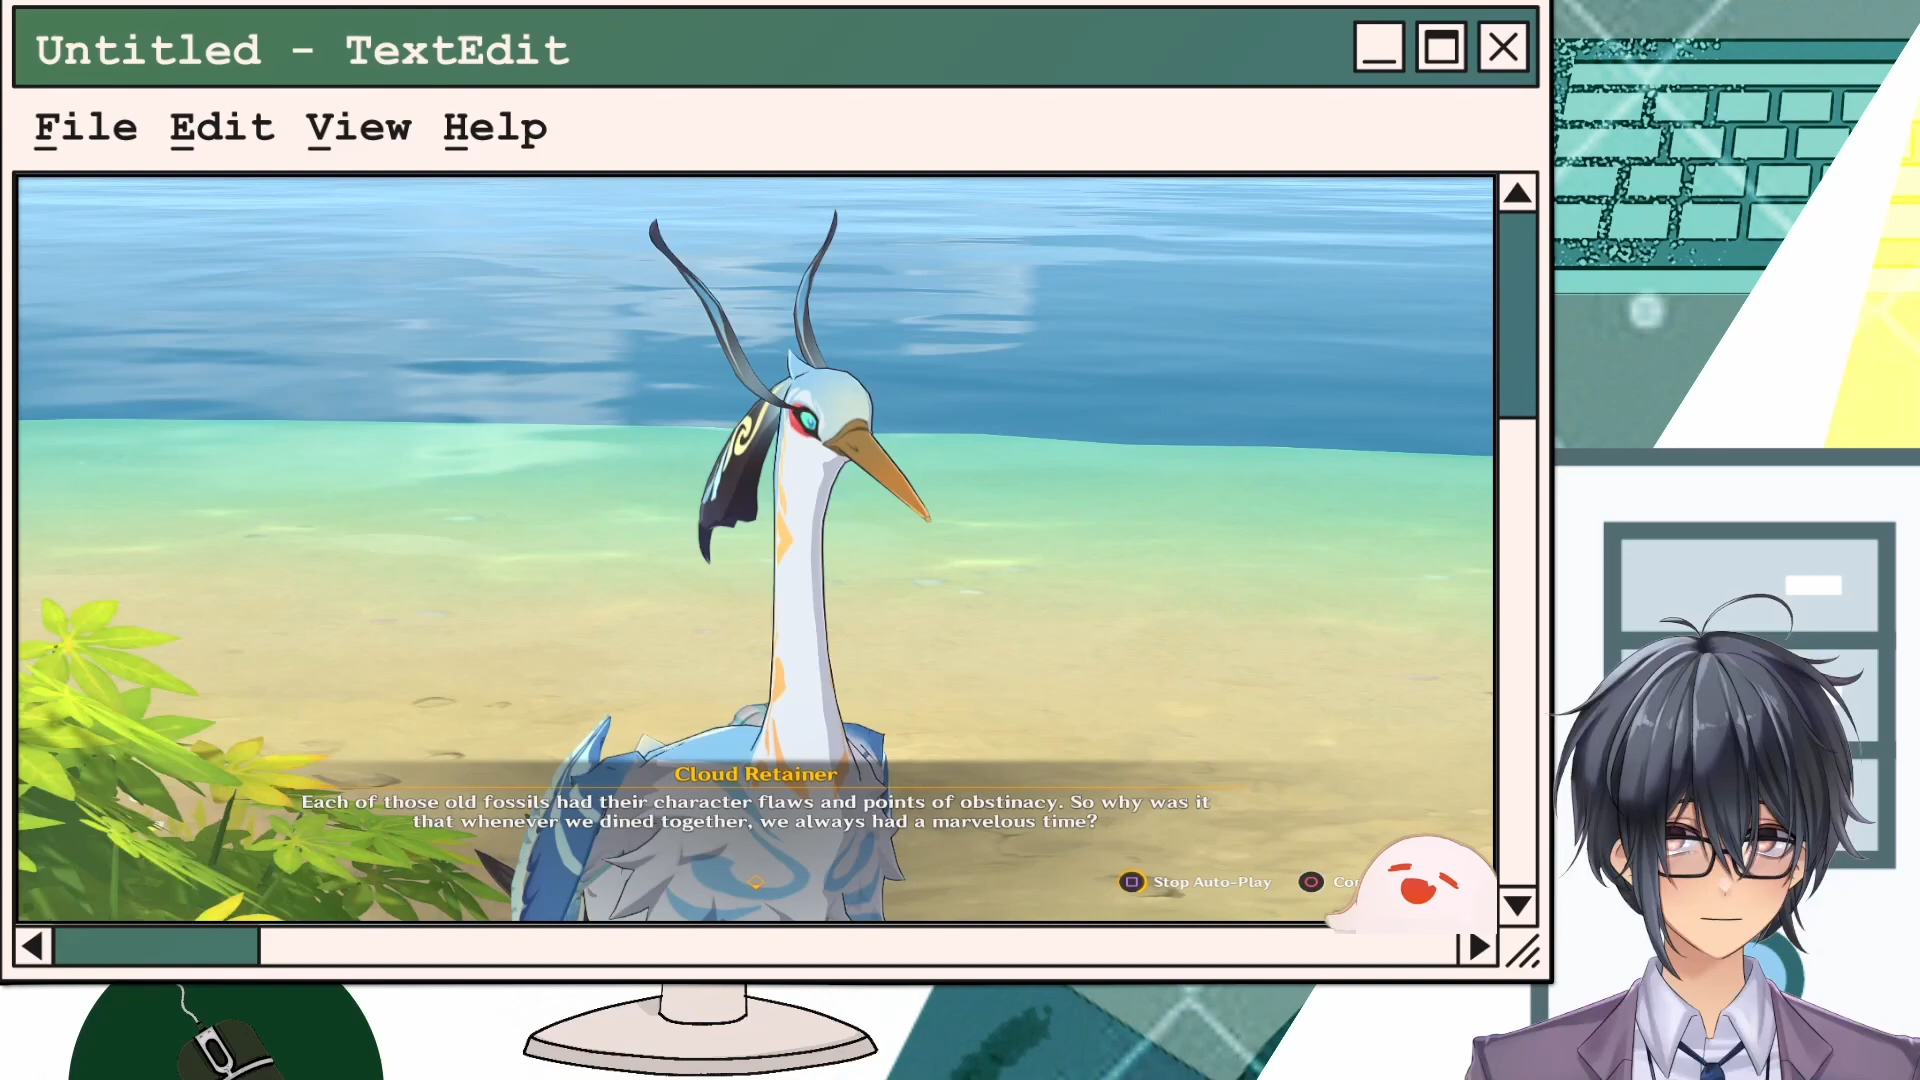 Untitled - TextEdit
File Edit View Help
Cloud Retainer
Each of those old fossils had their character flaws and points of obstinacy. So why was it
that whenever we dined together, we always had a marvelous time?
Stop Auto-Play